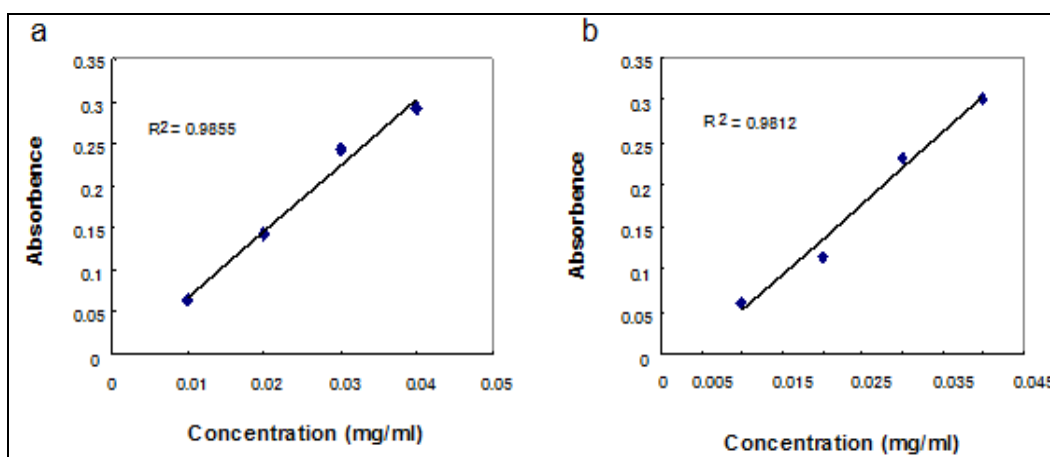 a
0.35
0.3
0.25
0.2
0.15
0.1
0.05
0
R2 = 0.9855
Absorbence
0 0.01 0.02 0.03 0.04 0.05
Concentration (mg/ml)
b
0.35
0.3
0.25
0.2
0.15
0.1
0.05
0
R 2 = 0.9812
Absorbence
0 0.005 0.015 0.025 0.035 0.045
Concentration (mg/ml)